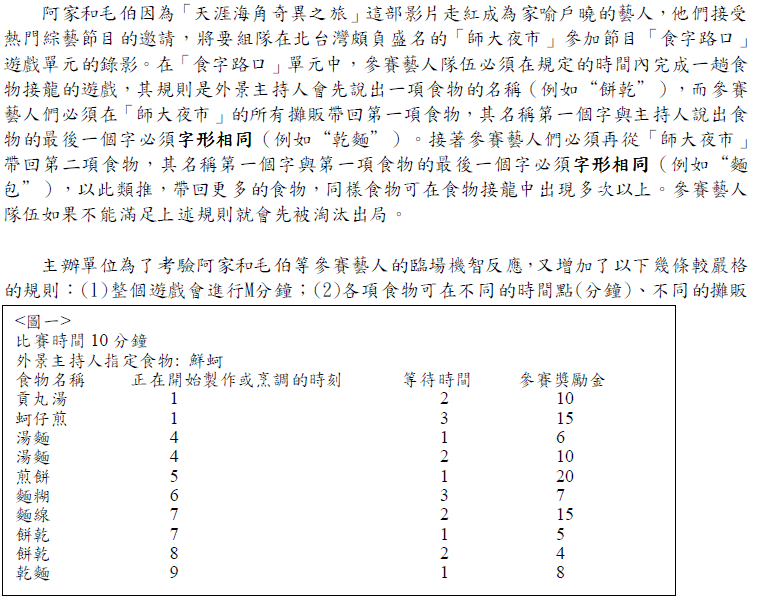 阿家和毛伯因為「天涯海角奇異之旅」這部影片走紅成為家喻戶曉的藝人，他們接受
熱門綜藝節目的邀請，將要組隊在北台灣頗負盛名的「師大夜市」參加節目「食字路口」
遊戲單元的錄影。在「食字路口」單元中，參賽藝人隊伍必須在規定的時間內完成一趟食
物接龍的遊戲，其規則是外景主持人會先說出一項食物的名稱（例如“餅乾”），而參賽
藝人們必須在「師大夜市」的所有攤販帶回第一項食物，其名稱第一個字與主持人說出食
物的最後一個字必須字形相同（例如“乾麵”）。接著參賽藝人們必須再從「師大夜市」
帶回第二項食物，其名稱第一個字與第一項食物的最後一個字必須字形相同（例如“麵
包”），以此類推，帶回更多的食物，同樣食物可在食物接龍中出現多次以上。參賽藝人
隊伍如果不能滿足上述規則就會先被淘汰出局。
主辦單位為了考驗阿家和毛伯等參賽藝人的臨場機智反應，又增加了以下幾條較嚴格
的規則：(1)整個遊戲會進行M分鐘；(2)各項食物可在不同的時間點(分鐘)、不同的攤販
<圖一>
比賽時間 10 分鐘
外景主持人指定食物: 鮮蚵
食物名稱 正在開始製作或烹調的時刻 等待時間 參賽獎勵金
貢丸湯 1 2 10
蚵仔煎 1 3 15
湯麵 4 1 6
湯麵 4 2 10
煎餅 5 1 20
麵糊 6 3 7
麵線 7 2 15
餅乾 7 1 5
餅乾 8 2 4
乾麵 9 1 8